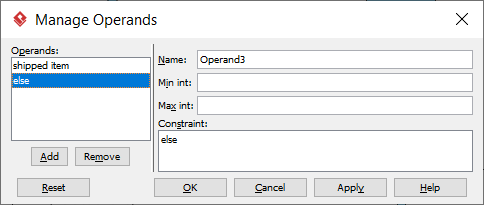 Manage Operands
Operands:
shipped item
else
Add
Remove
Name: Operand3
Min int:
Max int:
Constraint:
else
Reset
OK
Cancel
Apply
Help